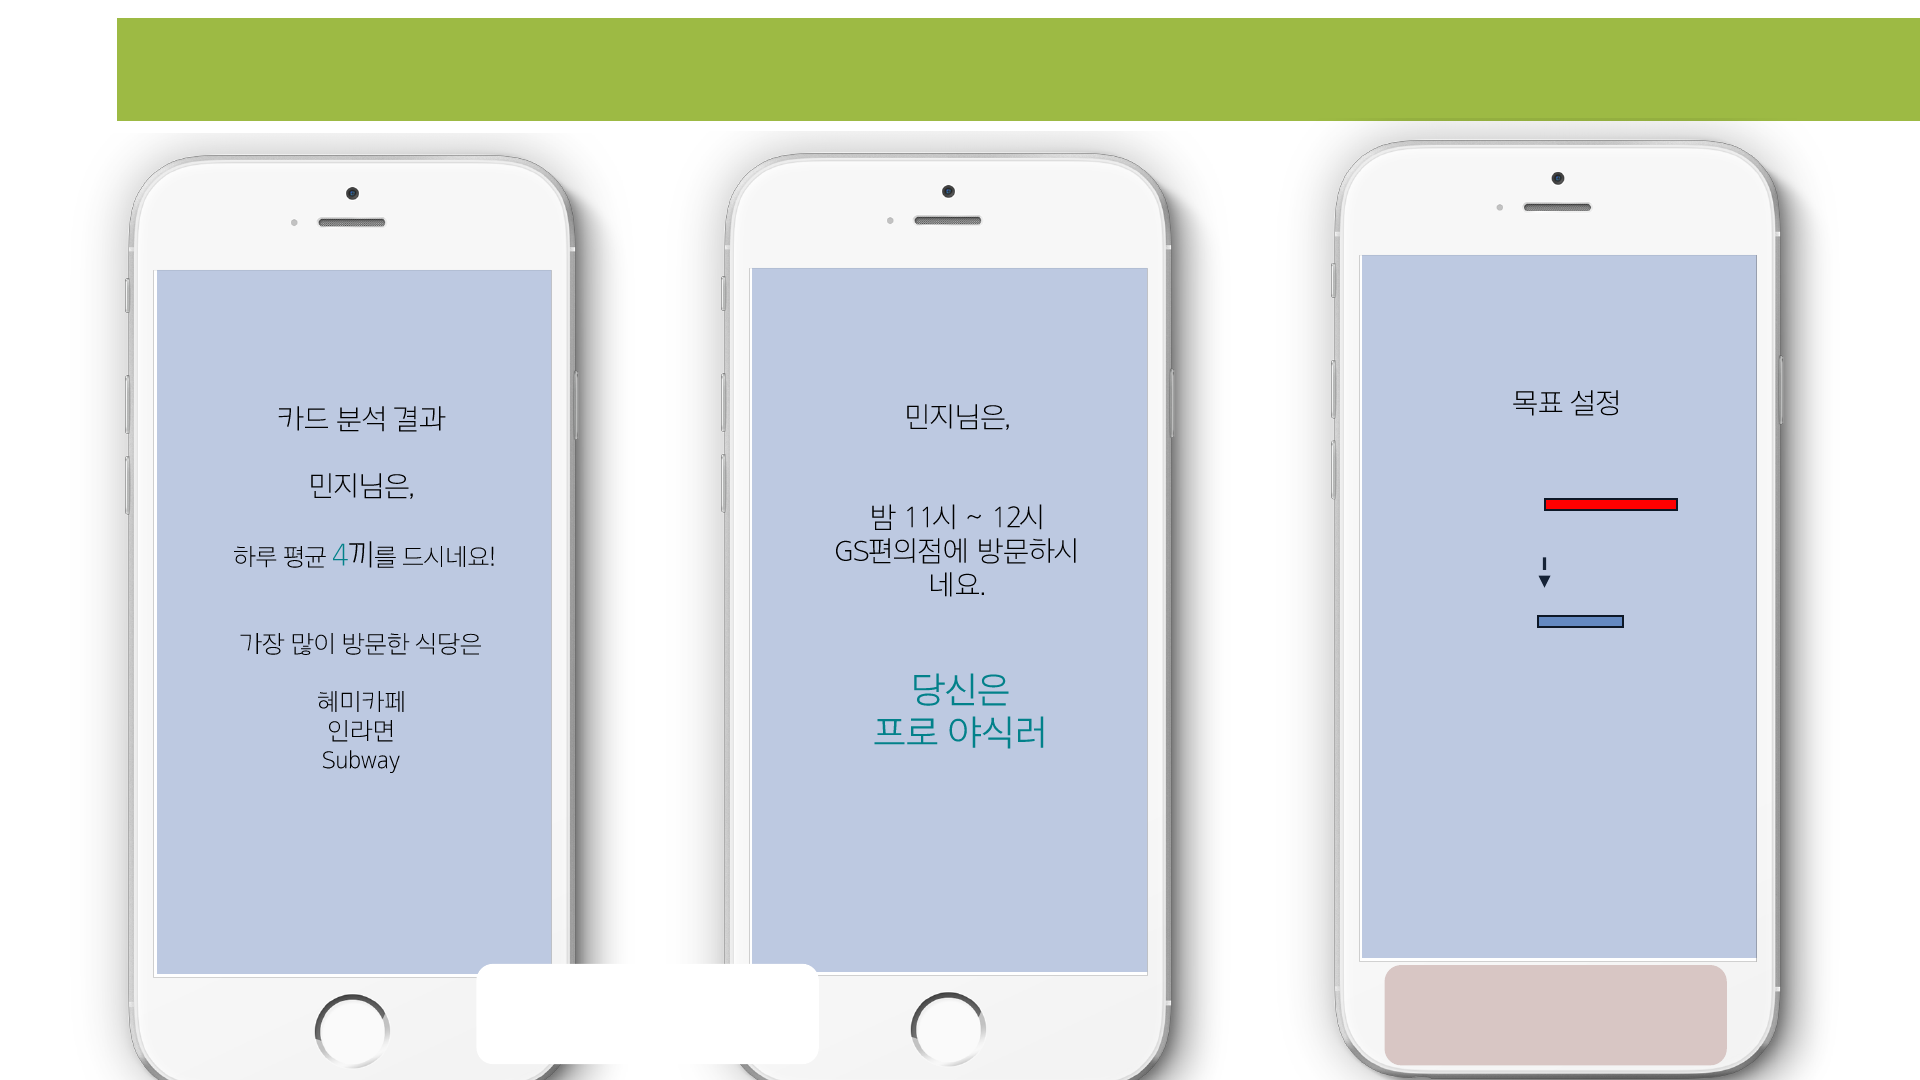 카드 분석 결과
민지님은,
하루 평균 4끼를 드시네요!
가장 많이 방문한 식당은
혜미카페
인라면
Subway
민지님은,
밤 11시 ~ 12시
GS편의점에 방문하시
네요.
당신은
프로 야식러
목표 설정